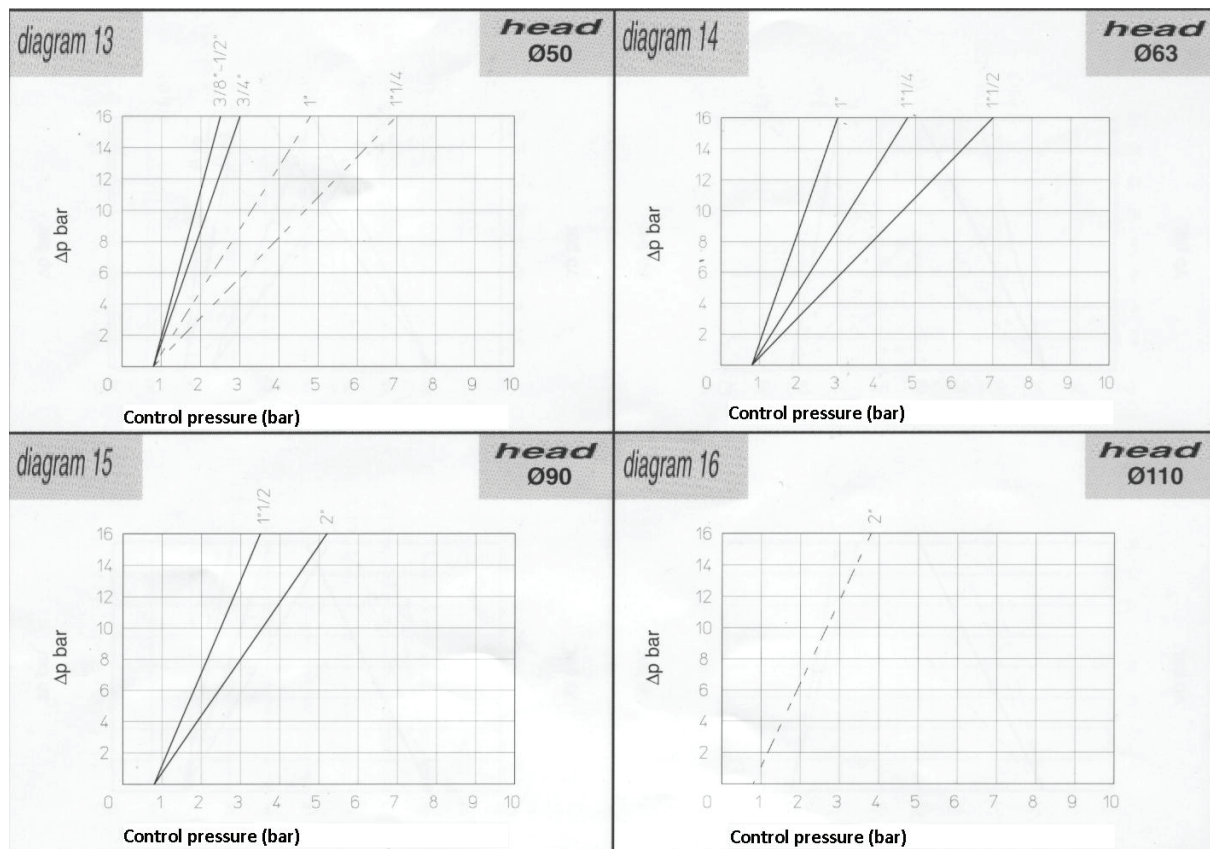 diagram 13
head
Ø50
3/8"-1/2"
3/4"
1"
1"1/4
16
14
12
10
8
6
4
2
Δp bar
0 1 2 3 4 5 6 7 8 9 10
Control pressure (bar)
diagram 14
head
Ø63
1"
1"1/4
1"1/2
16
14
12
10
8
6
4
2
Δp bar
0 1 2 3 4 5 6 7 8 9 10
Control pressure (bar)
diagram 15
head
Ø90
1"1/2
2"
16
14
12
10
8
6
4
2
Δp bar
0 1 2 3 4 5 6 7 8 9 10
Control pressure (bar)
diagram 16
head
Ø110
2"
16
14
12
10
8
6
4
2
Δp bar
0 1 2 3 4 5 6 7 8 9 10
Control pressure (bar)